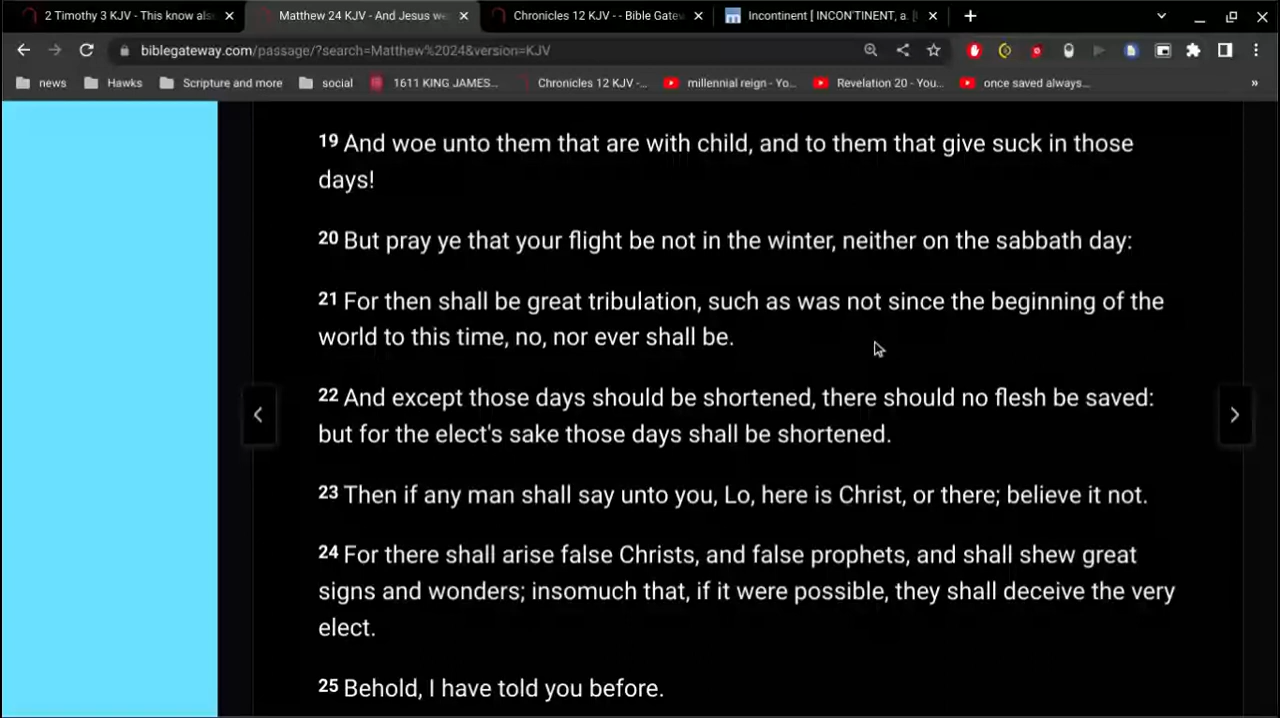 2 Timothy 3 KJV - This know als
Matthew 24 KJV - And Jesus we
Chronicles 12 KJV - - Bible Gatew
Incontinent [ INCON'TINENT, a. [
biblegateway.com/passage/?search=Matthew%2024&version=KJV
news
Hawks
Scripture and more
social
1611 KING JAMES...
Chronicles 12 KJV -...
millennial reign - Yo...
Revelation 20 - You...
once saved always...
»
19 And woe unto them that are with child, and to them that give suck in those
days!
20 But pray ye that your flight be not in the winter, neither on the sabbath day:
21 For then shall be great tribulation, such as was not since the beginning of the
world to this time, no, nor ever shall be.
22 And except those days should be shortened, there should no flesh be saved:
but for the elect's sake those days shall be shortened.
23 Then if any man shall say unto you, Lo, here is Christ, or there; believe it not.
24 For there shall arise false Christs, and false prophets, and shall shew great
signs and wonders; insomuch that, if it were possible, they shall deceive the very
elect.
25 Behold, I have told you before.